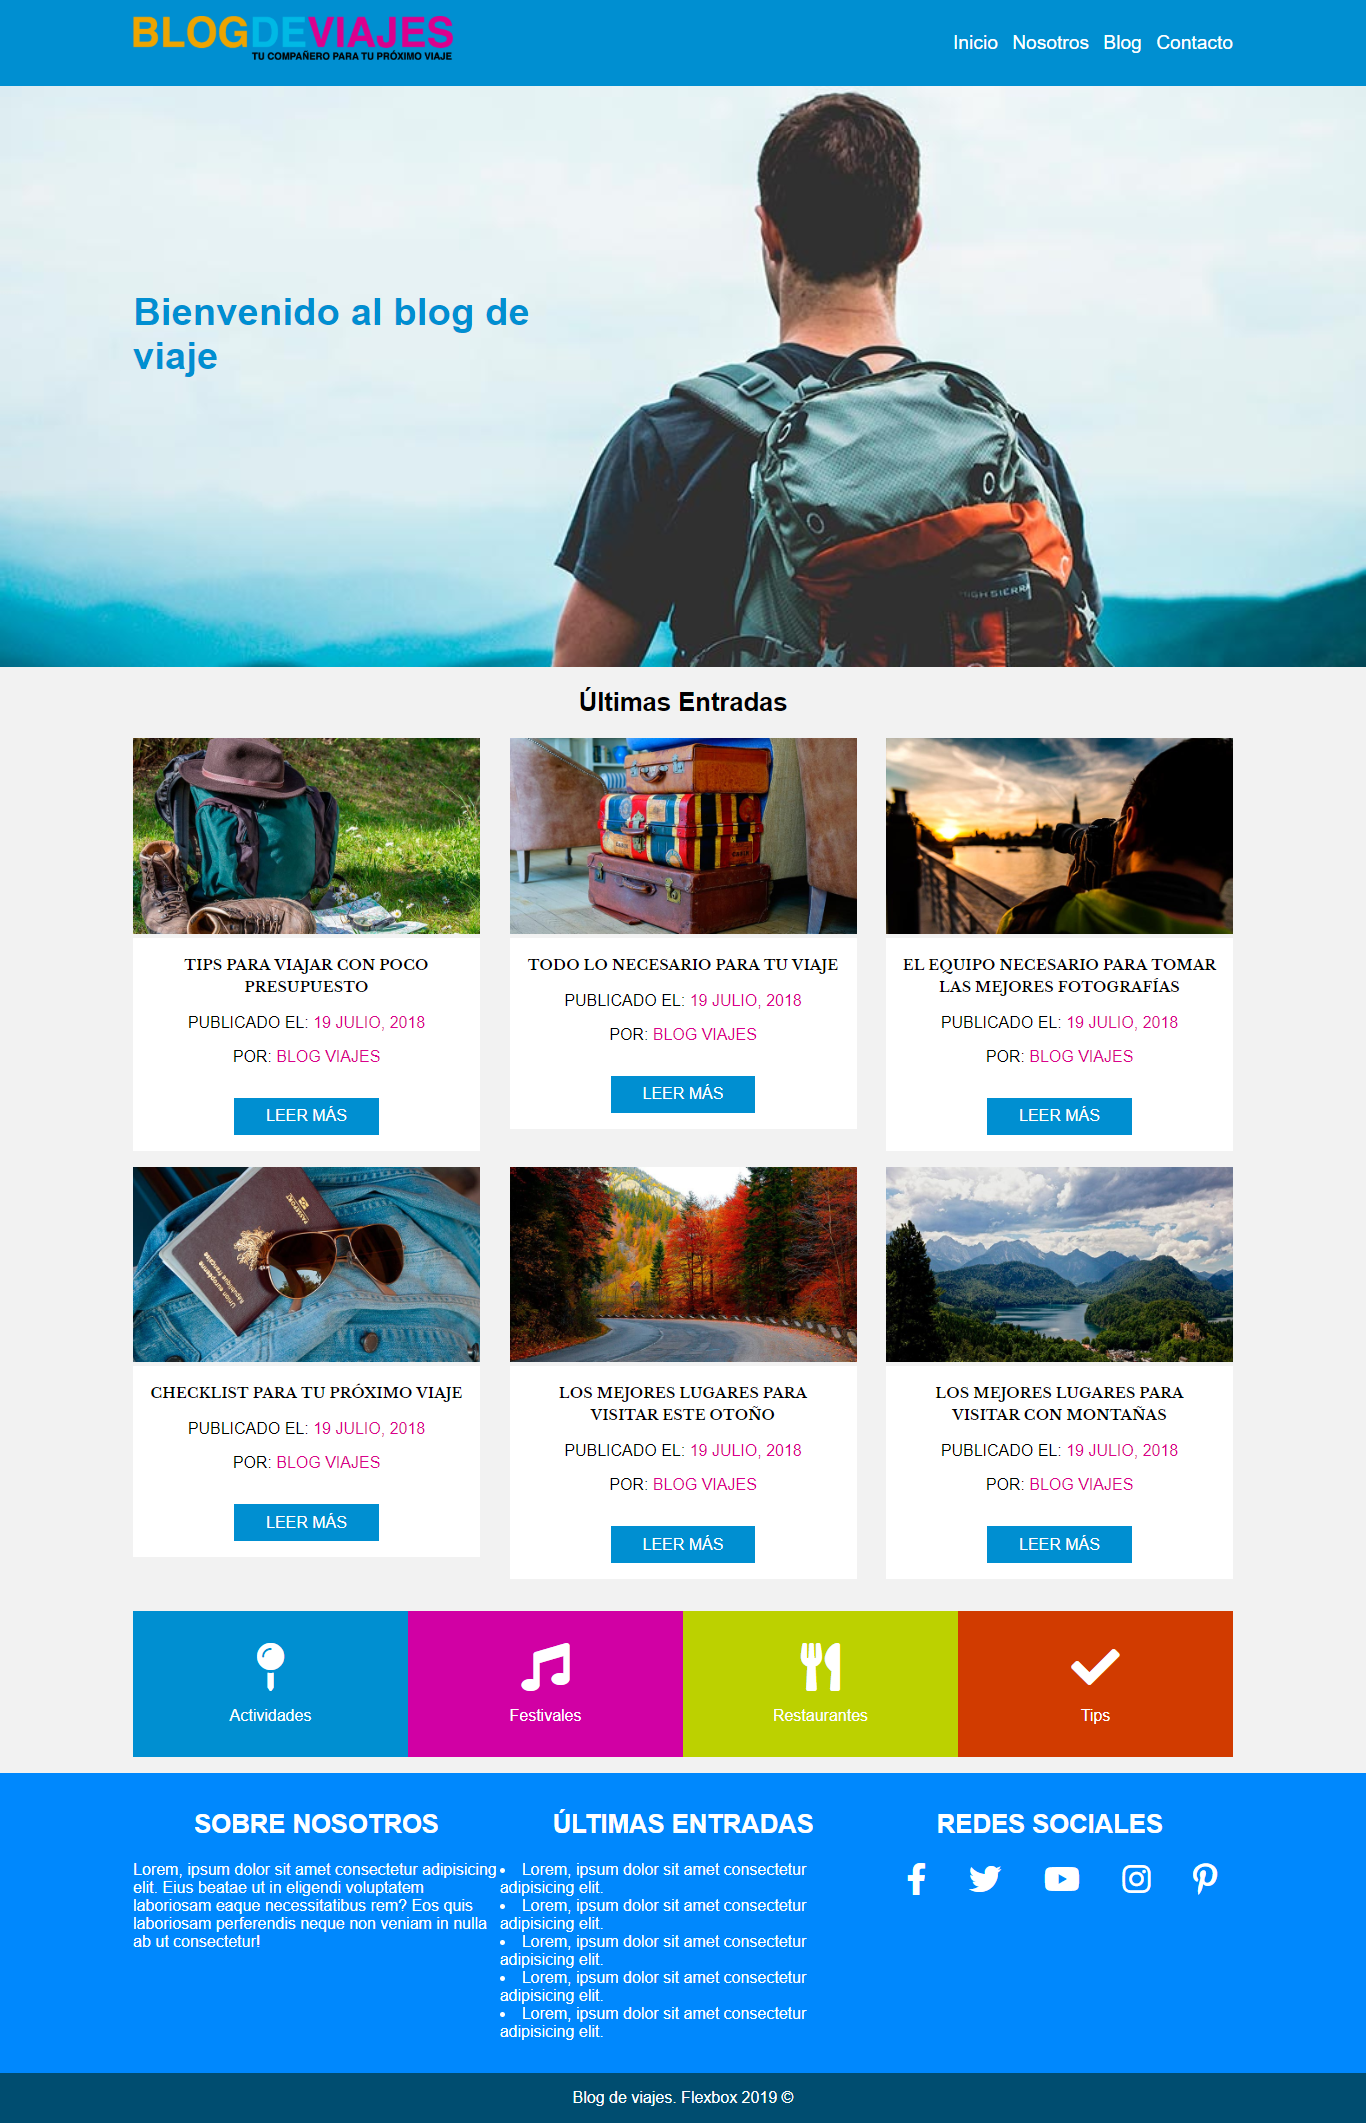 BLOGDEVIAJES
TU COMPAÑERO PARA TU PRÓXIMO VIAJE
Inicio Nosotros Blog Contacto
Bienvenido al blog de
viaje
HIGH SIERRA
Últimas Entradas
TIPS PARA VIAJAR CON POCO
PRESUPUESTO
PUBLICADO EL: 19 JULIO, 2018
POR: BLOG VIAJES
LEER MÁS
TODO LO NECESARIO PARA TU VIAJE
PUBLICADO EL: 19 JULIO, 2018
POR: BLOG VIAJES
LEER MÁS
EL EQUIPO NECESARIO PARA TOMAR
LAS MEJORES FOTOGRAFÍAS
PUBLICADO EL: 19 JULIO, 2018
POR: BLOG VIAJES
LEER MÁS
PASSEPORT
Union européenne
République française
CHECKLIST PARA TU PRÓXIMO VIAJE
PUBLICADO EL: 19 JULIO, 2018
POR: BLOG VIAJES
LEER MÁS
LOS MEJORES LUGARES PARA
VISITAR ESTE OTOÑO
PUBLICADO EL: 19 JULIO, 2018
POR: BLOG VIAJES
LEER MÁS
LOS MEJORES LUGARES PARA
VISITAR CON MONTAÑAS
PUBLICADO EL: 19 JULIO, 2018
POR: BLOG VIAJES
LEER MÁS
Actividades
Festivales
Restaurantes
Tips
SOBRE NOSOTROS
Lorem, ipsum dolor sit amet consectetur adipisicing
elit. Eius beatae ut in eligendi voluptatem
laboriosam eaque necessitatibus rem? Eos quis
laboriosam perferendis neque non veniam in nulla
ab ut consectetur!
ÚLTIMAS ENTRADAS
• Lorem, ipsum dolor sit amet consectetur
adipisicing elit.
• Lorem, ipsum dolor sit amet consectetur
adipisicing elit.
• Lorem, ipsum dolor sit amet consectetur
adipisicing elit.
• Lorem, ipsum dolor sit amet consectetur
adipisicing elit.
• Lorem, ipsum dolor sit amet consectetur
adipisicing elit.
REDES SOCIALES
Blog de viajes. Flexbox 2019 ©